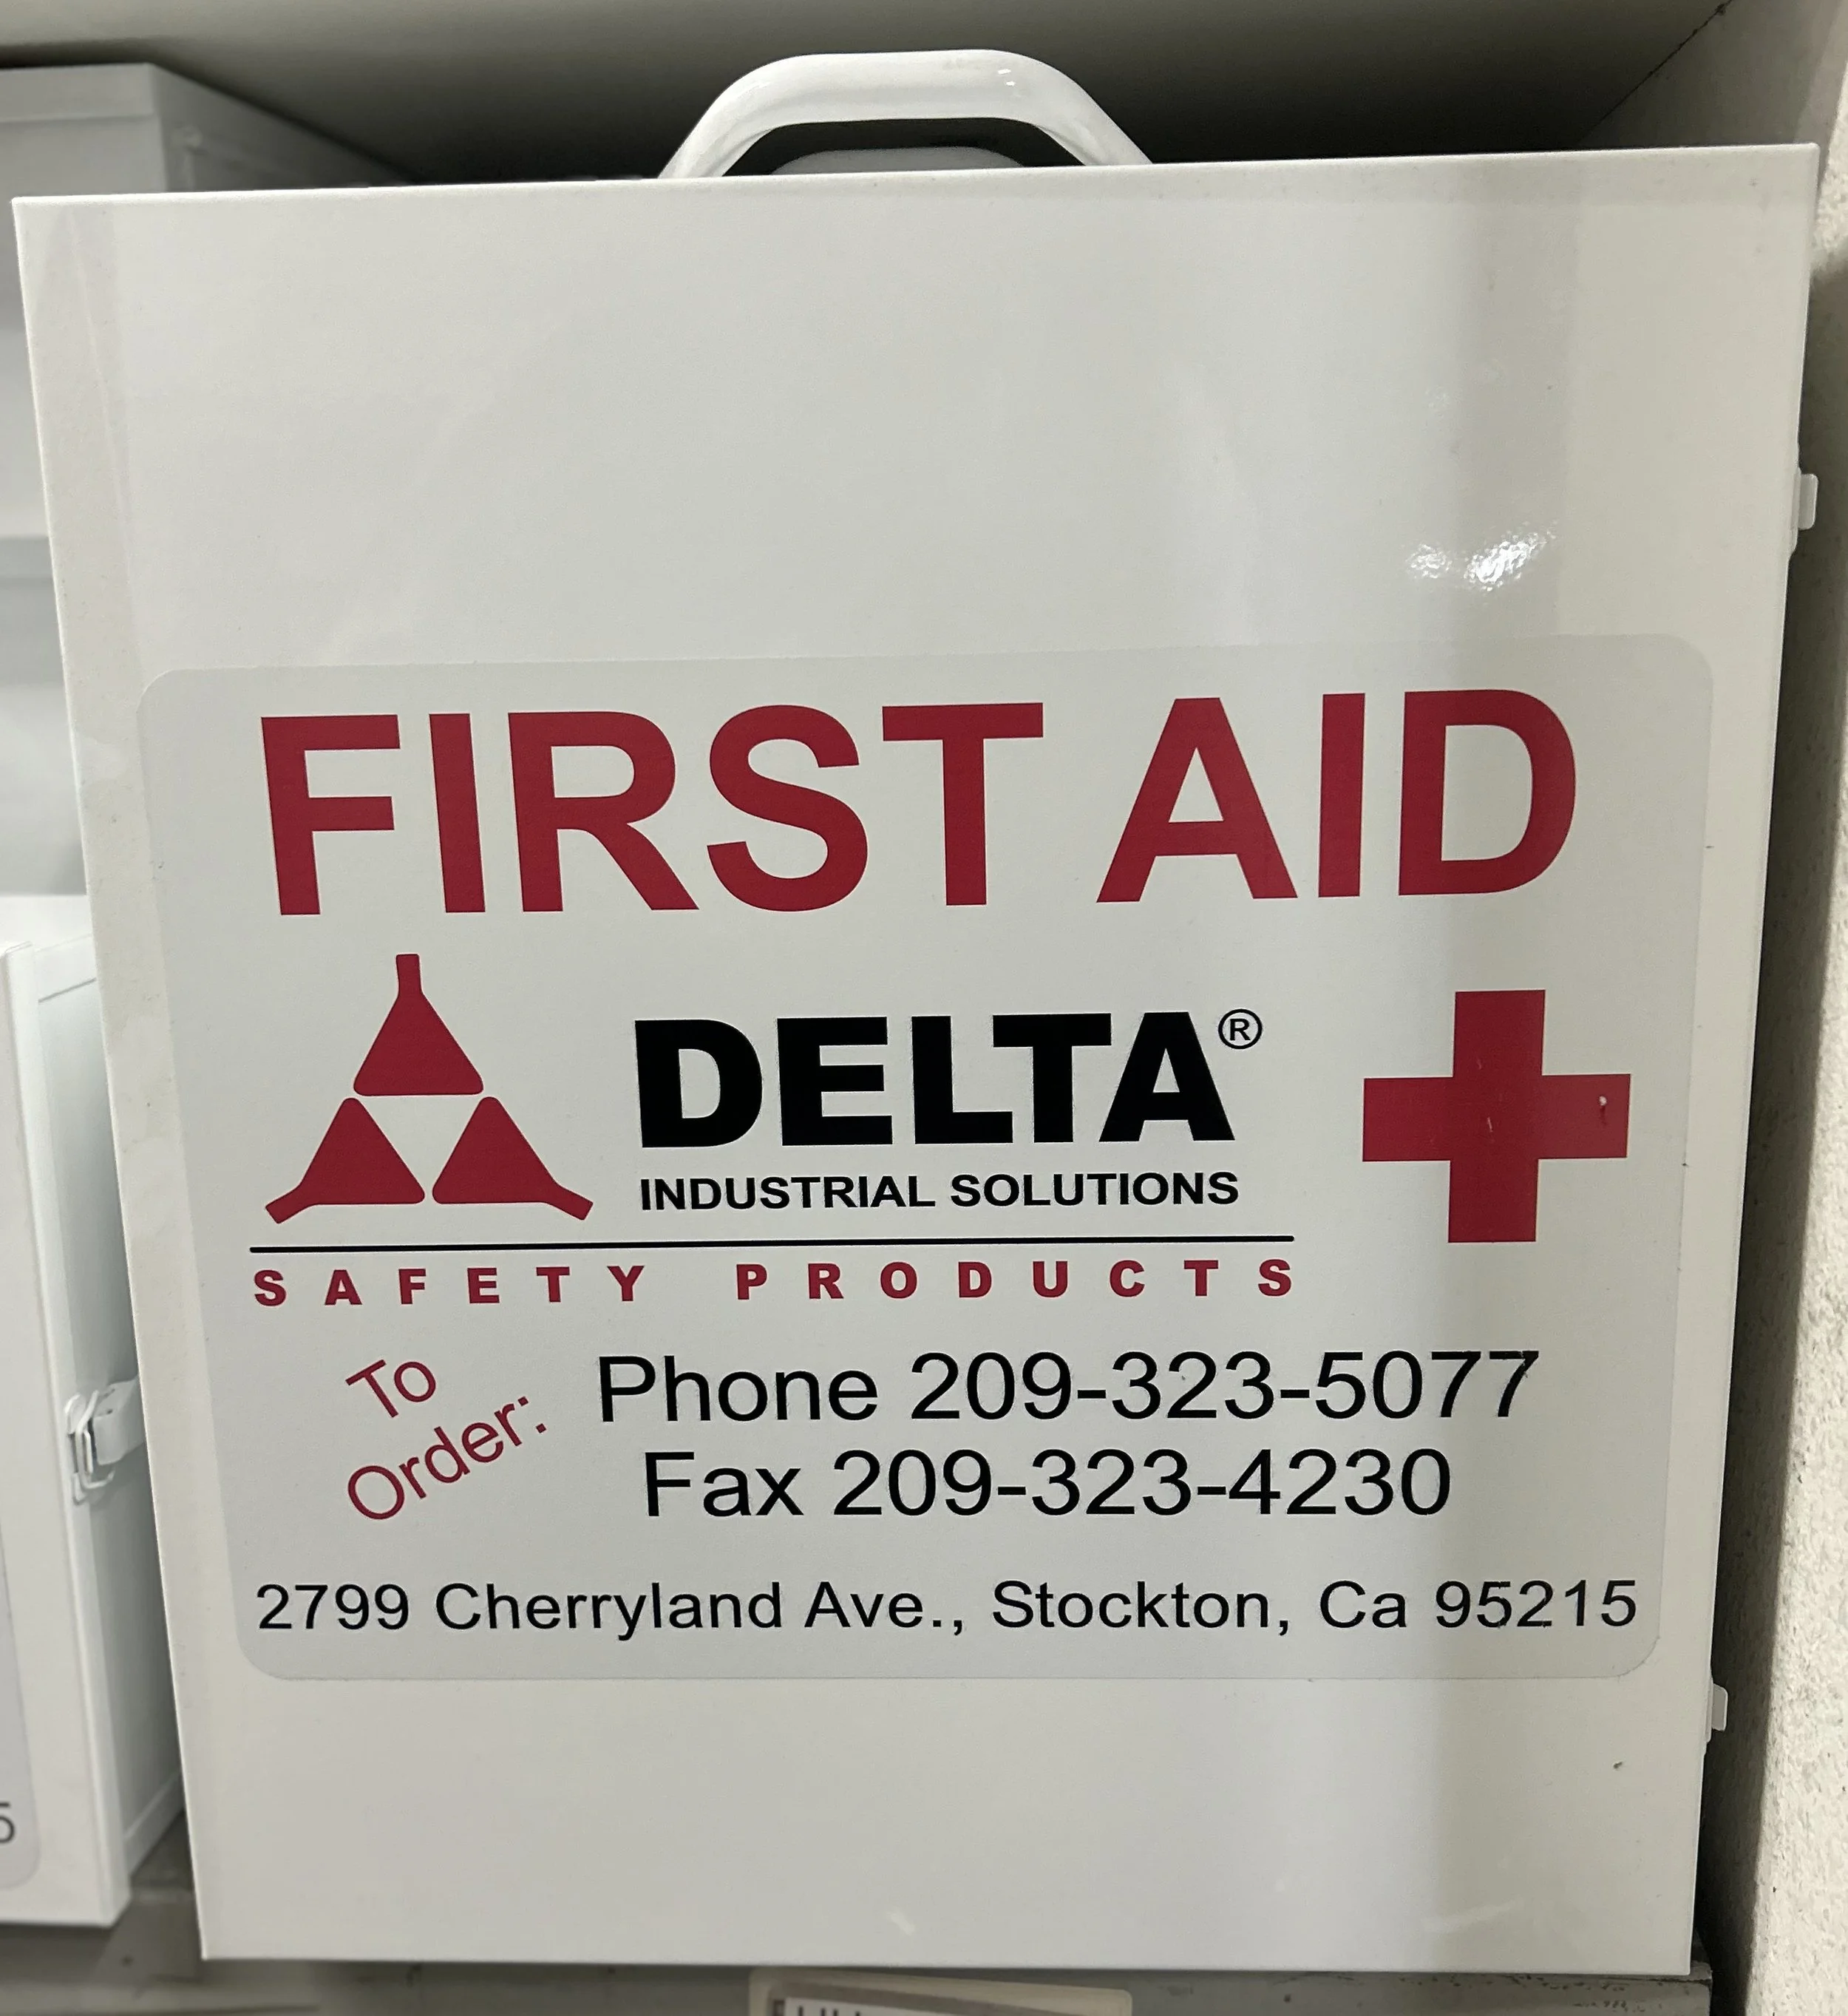 FIRST AID
DELTA®
INDUSTRIAL SOLUTIONS
SAFETY PRODUCTS
To
Order:
Phone 209-323-5077
Fax 209-323-4230
2799 Cherryland Ave., Stockton, Ca 95215
5